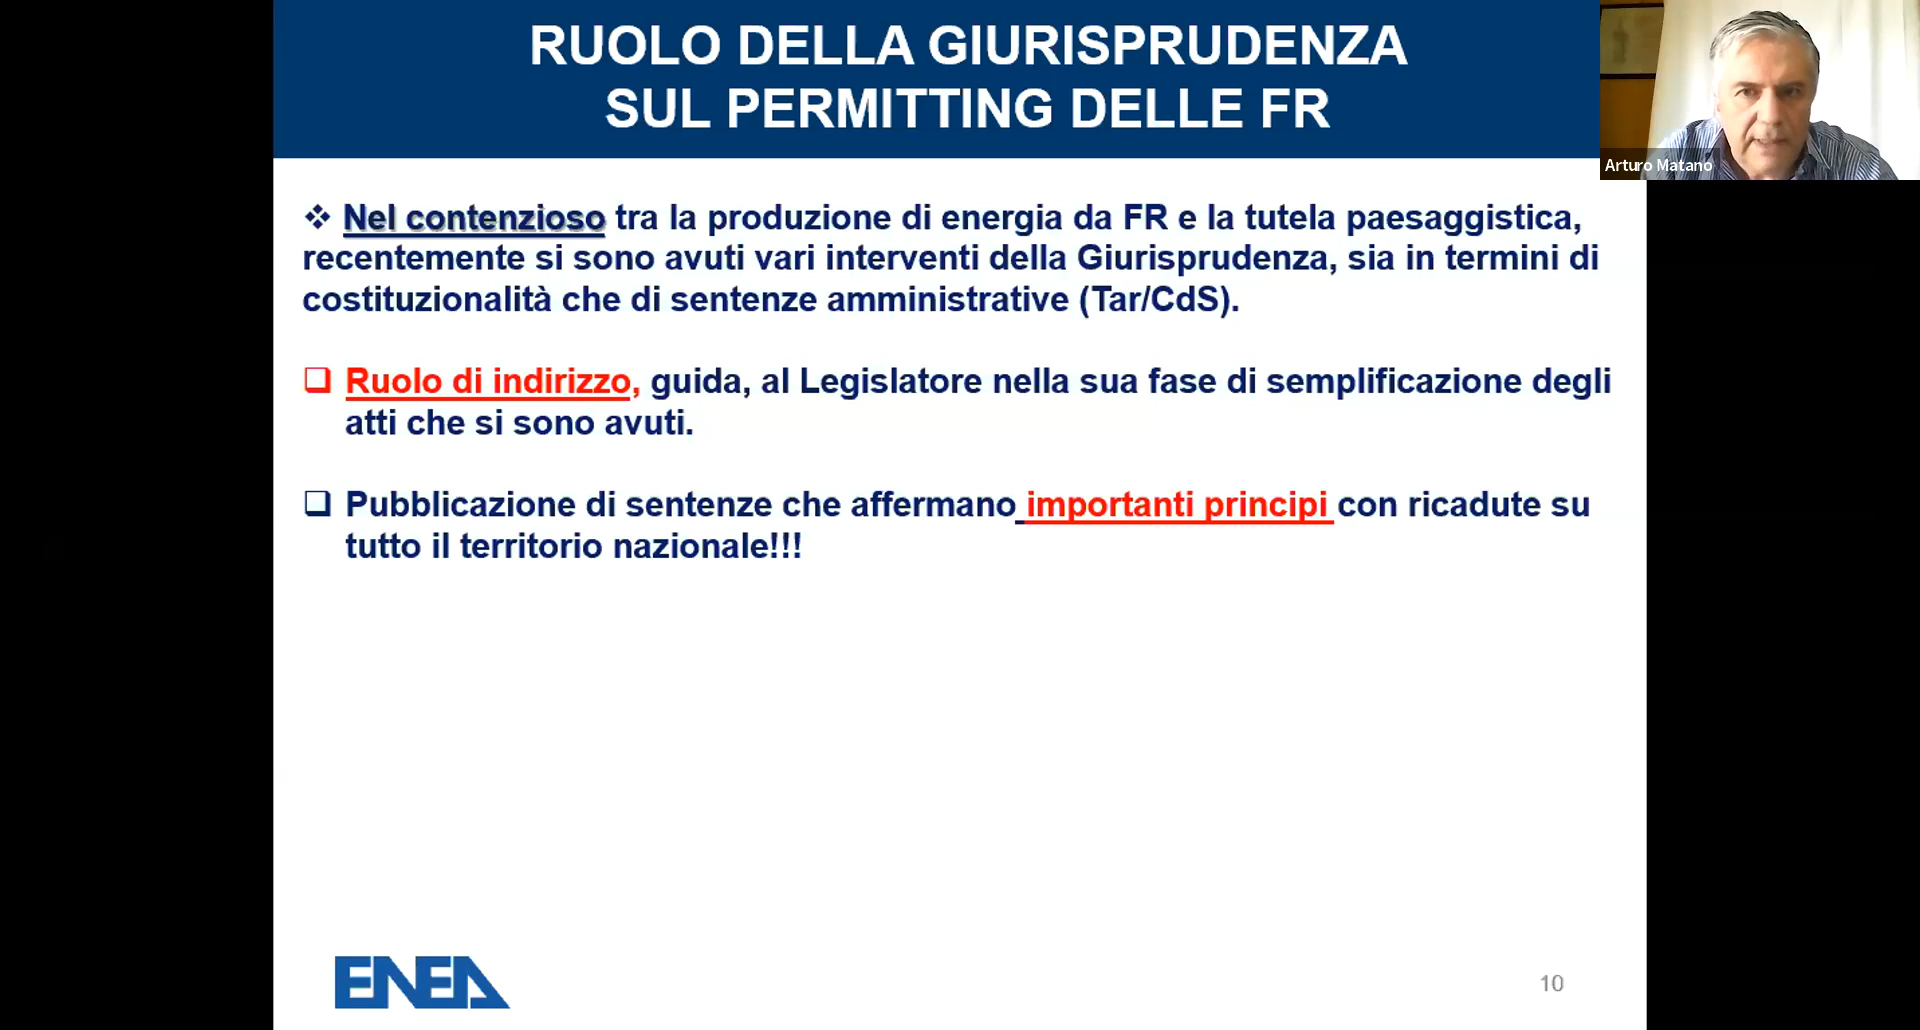 RUOLO DELLA GIURISPRUDENZA
SUL PERMITTING DELLE FR
Arturo Matano
Nel contenzioso tra la produzione di energia da FR e la tutela paesaggistica,
recentemente si sono avuti vari interventi della Giurisprudenza, sia in termini di
costituzionalità che di sentenze amministrative (Tar/CdS).
Ruolo di indirizzo, guida, al Legislatore nella sua fase di semplificazione degli
atti che si sono avuti.
Pubblicazione di sentenze che affermano importanti principi con ricadute su
tutto il territorio nazionale!!!
ENEA
10